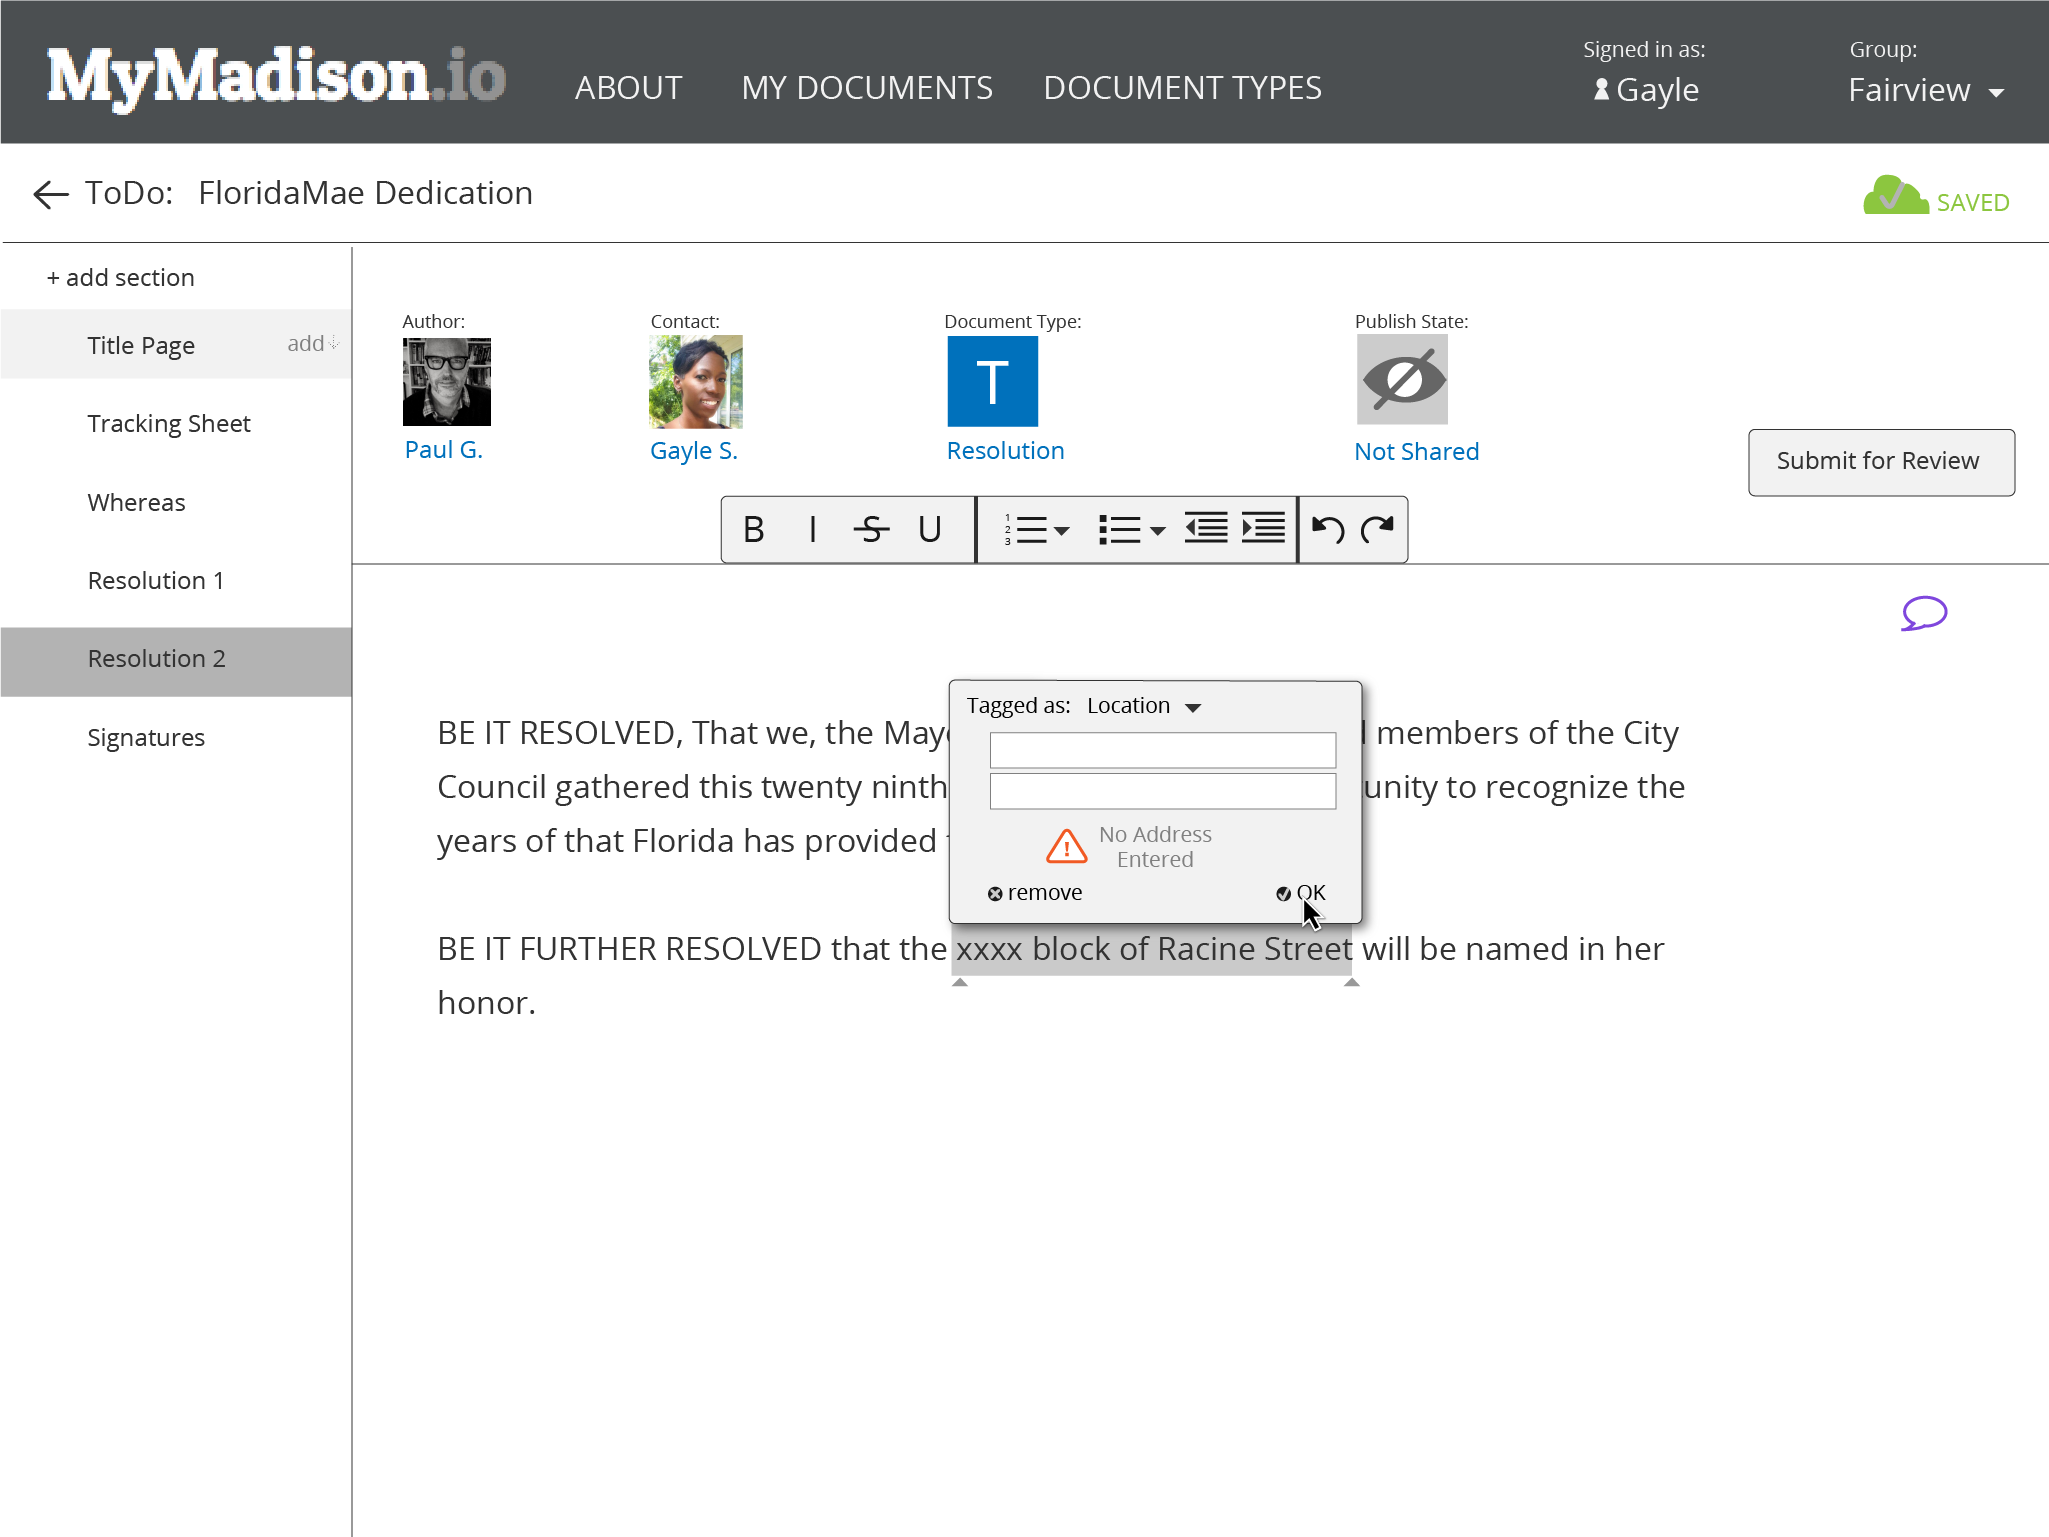 MyMadison.io
ABOUT
MY DOCUMENTS
DOCUMENT TYPES
Signed in as:
Gayle
Group:
Fairview
ToDo: FloridaMae Dedication
SAVED
+ add section
Title Page
add
Tracking Sheet
Whereas
Resolution 1
Resolution 2
Signatures
Author:
Paul G.
Contact:
Gayle S.
Document Type:
T
Resolution
Publish State:
Not Shared
Submit for Review
B I S U
1
2
3
Tagged as: Location
No Address
Entered
remove
OK
BE IT RESOLVED, That we, the members of the City
Council gathered this twenty ninth unity to recognize the
years of that Florida has provided
BE IT FURTHER RESOLVED that the xxxx block of Racine Street will be named in her
honor.